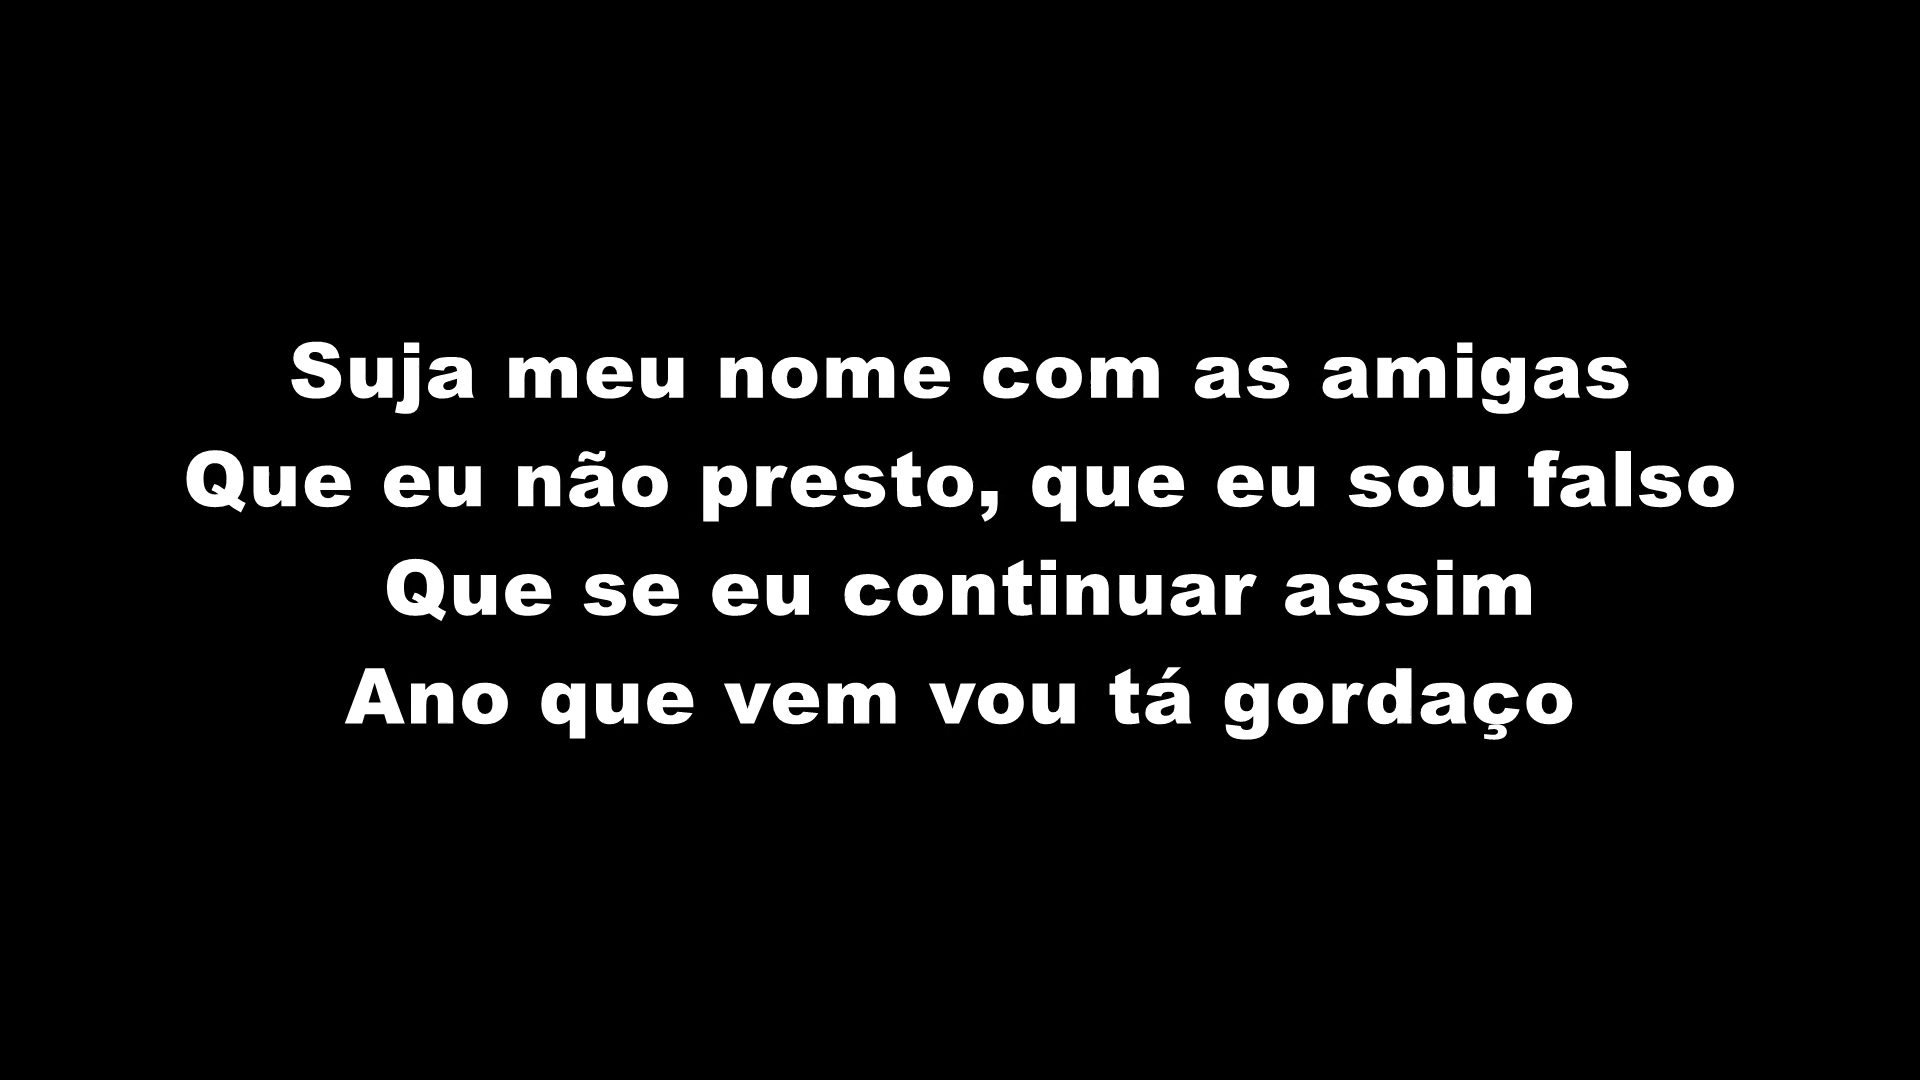 Suja meu nome com as amigas
Que eu não presto, que eu sou falso
Que se eu continuar assim
Ano que vem vou tá gordaço